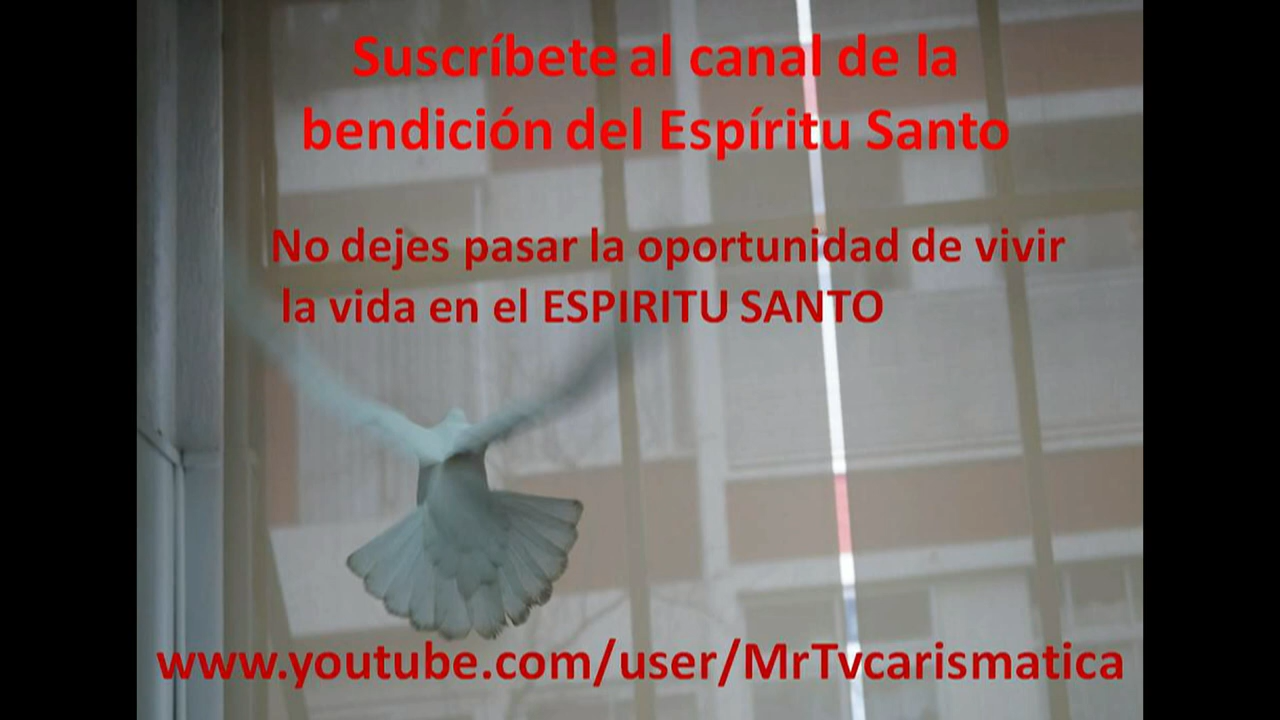 Suscríbete al canal de la
bendición del Espíritu Santo
No dejes pasar la oportunidad de vivir
la vida en el ESPIRITU SANTO
www.youtube.com/user/MrTvcarismatica